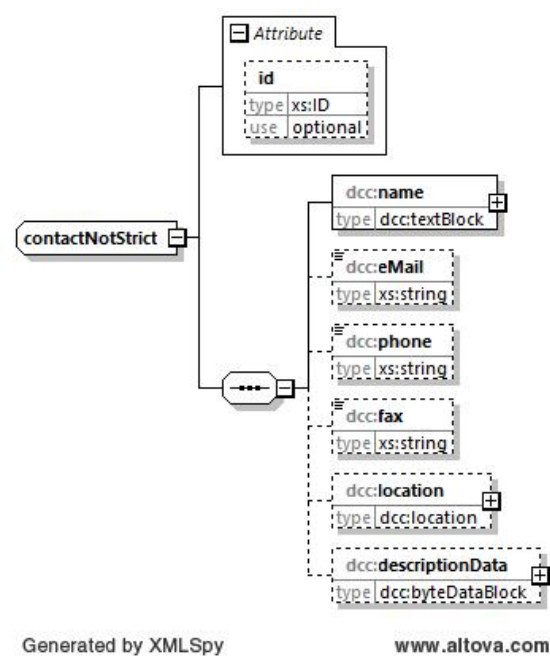 Attribute
id
type xs:ID
use optional
contactNotStrict
dcc:name
type dcc:textBlock
dcc:eMail
type xs:string
dcc:phone
type xs:string
dcc:fax
type xs:string
dcc:location
type dcc:location
dcc:descriptionData
type dcc:byteDataBlock
Generated by XMLSpy www.altova.com